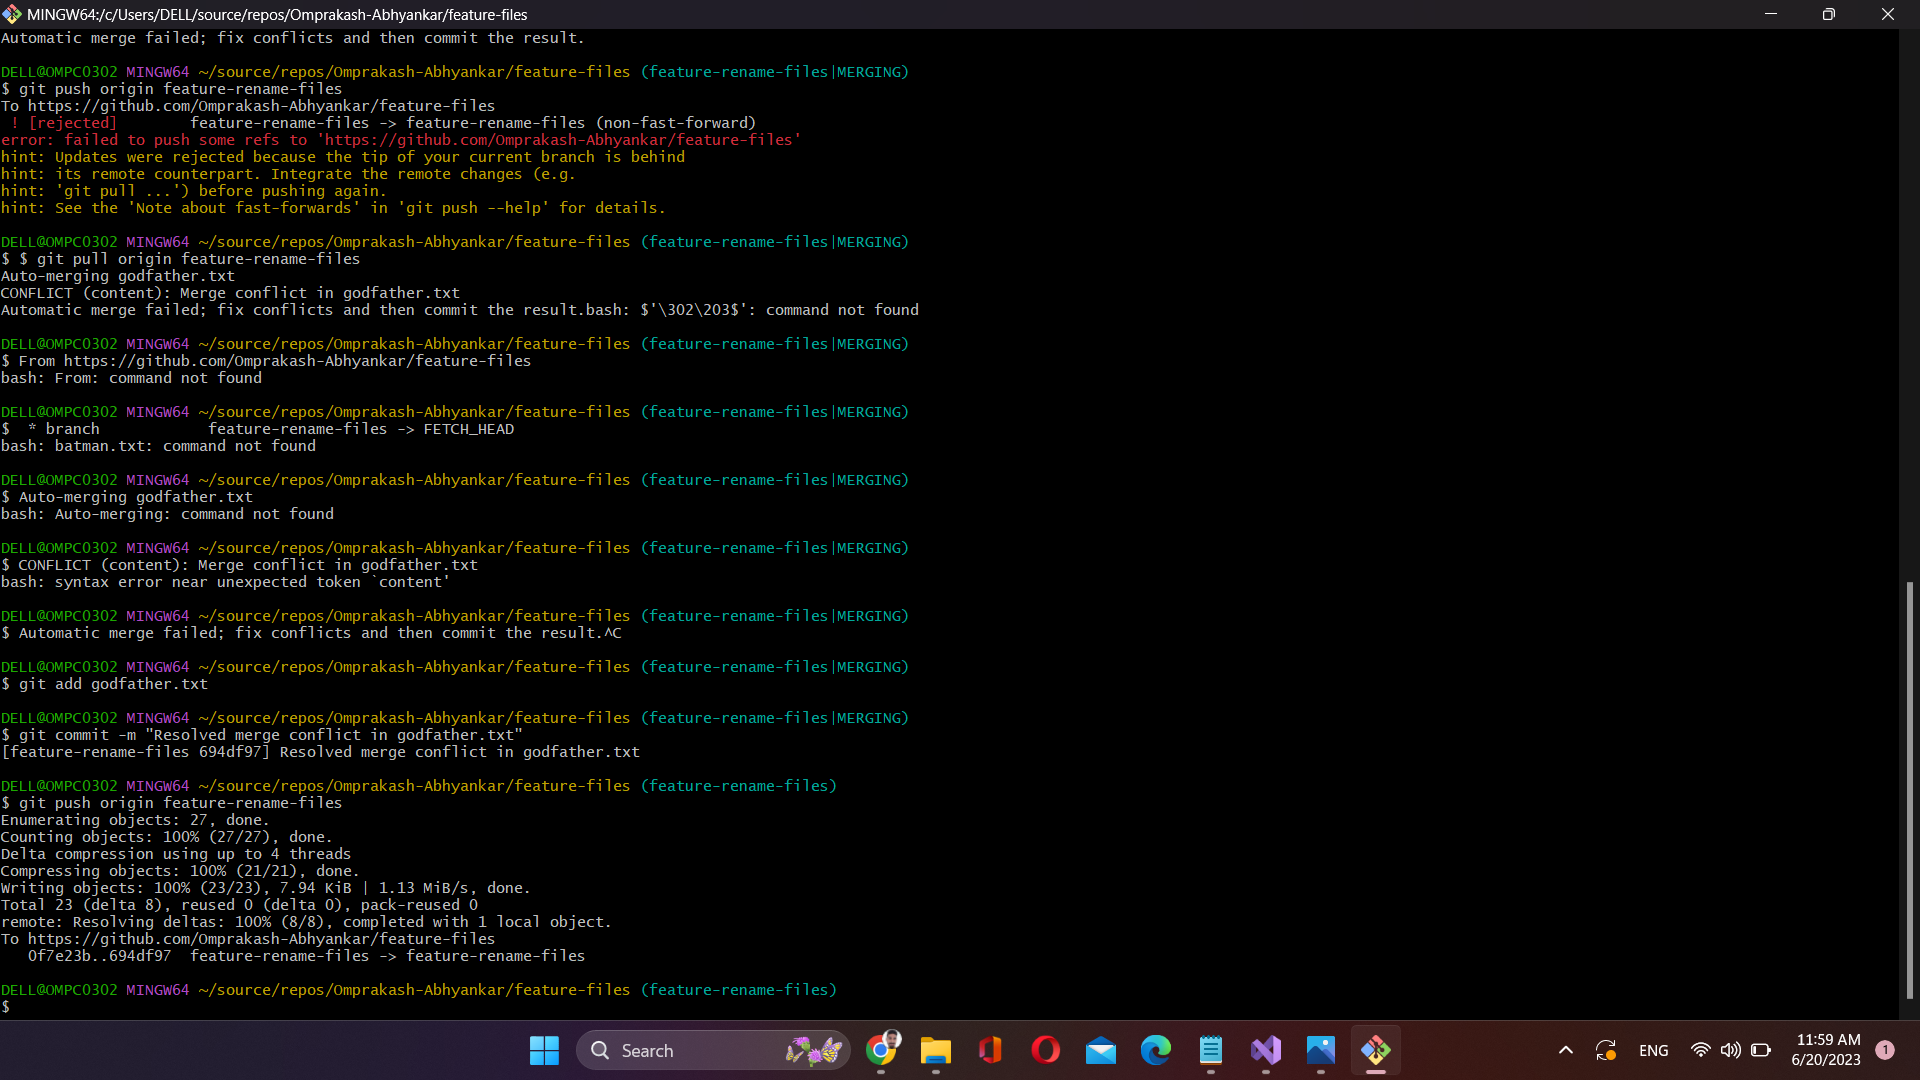 MINGW64:/c/Users/DELL/source/repos/Omprakash-Abhyankar/feature-files
Automatic merge failed; fix conflicts and then commit the result.
DELL@OMPC0302 MINGW64 ~/source/repos/Omprakash-Abhyankar/feature-files (feature-rename-files|MERGING)
$ git push origin feature-rename-files
To https://github.com/Omprakash-Abhyankar/feature-files
 ! [rejected]        feature-rename-files -> feature-rename-files (non-fast-forward)
error: failed to push some refs to 'https://github.com/Omprakash-Abhyankar/feature-files'
hint: Updates were rejected because the tip of your current branch is behind
hint: its remote counterpart. Integrate the remote changes (e.g.
hint: 'git pull ...') before pushing again.
hint: See the 'Note about fast-forwards' in 'git push --help' for details.
DELL@OMPC0302 MINGW64 ~/source/repos/Omprakash-Abhyankar/feature-files (feature-rename-files|MERGING)
$ $ git pull origin feature-rename-files
Auto-merging godfather.txt
CONFLICT (content): Merge conflict in godfather.txt
Automatic merge failed; fix conflicts and then commit the result.bash: $'\302\203$': command not found
DELL@OMPC0302 MINGW64 ~/source/repos/Omprakash-Abhyankar/feature-files (feature-rename-files|MERGING)
$ From https://github.com/Omprakash-Abhyankar/feature-files
bash: From: command not found
DELL@OMPC0302 MINGW64 ~/source/repos/Omprakash-Abhyankar/feature-files (feature-rename-files|MERGING)
$  * branch            feature-rename-files -> FETCH_HEAD
bash: batman.txt: command not found
DELL@OMPC0302 MINGW64 ~/source/repos/Omprakash-Abhyankar/feature-files (feature-rename-files|MERGING)
$ Auto-merging godfather.txt
bash: Auto-merging: command not found
DELL@OMPC0302 MINGW64 ~/source/repos/Omprakash-Abhyankar/feature-files (feature-rename-files|MERGING)
$ CONFLICT (content): Merge conflict in godfather.txt
bash: syntax error near unexpected token `content'
DELL@OMPC0302 MINGW64 ~/source/repos/Omprakash-Abhyankar/feature-files (feature-rename-files|MERGING)
$ Automatic merge failed; fix conflicts and then commit the result.^C
DELL@OMPC0302 MINGW64 ~/source/repos/Omprakash-Abhyankar/feature-files (feature-rename-files|MERGING)
$ git add godfather.txt
DELL@OMPC0302 MINGW64 ~/source/repos/Omprakash-Abhyankar/feature-files (feature-rename-files|MERGING)
$ git commit -m "Resolved merge conflict in godfather.txt"
[feature-rename-files 694df97] Resolved merge conflict in godfather.txt
DELL@OMPC0302 MINGW64 ~/source/repos/Omprakash-Abhyankar/feature-files (feature-rename-files)
$ git push origin feature-rename-files
Enumerating objects: 27, done.
Counting objects: 100% (27/27), done.
Delta compression using up to 4 threads
Compressing objects: 100% (21/21), done.
Writing objects: 100% (23/23), 7.94 KiB | 1.13 MiB/s, done.
Total 23 (delta 8), reused 0 (delta 0), pack-reused 0
remote: Resolving deltas: 100% (8/8), completed with 1 local object.
To https://github.com/Omprakash-Abhyankar/feature-files
   0f7e23b..694df97  feature-rename-files -> feature-rename-files
DELL@OMPC0302 MINGW64 ~/source/repos/Omprakash-Abhyankar/feature-files (feature-rename-files)
$
Search
ENG
11:59 AM
6/20/2023
1